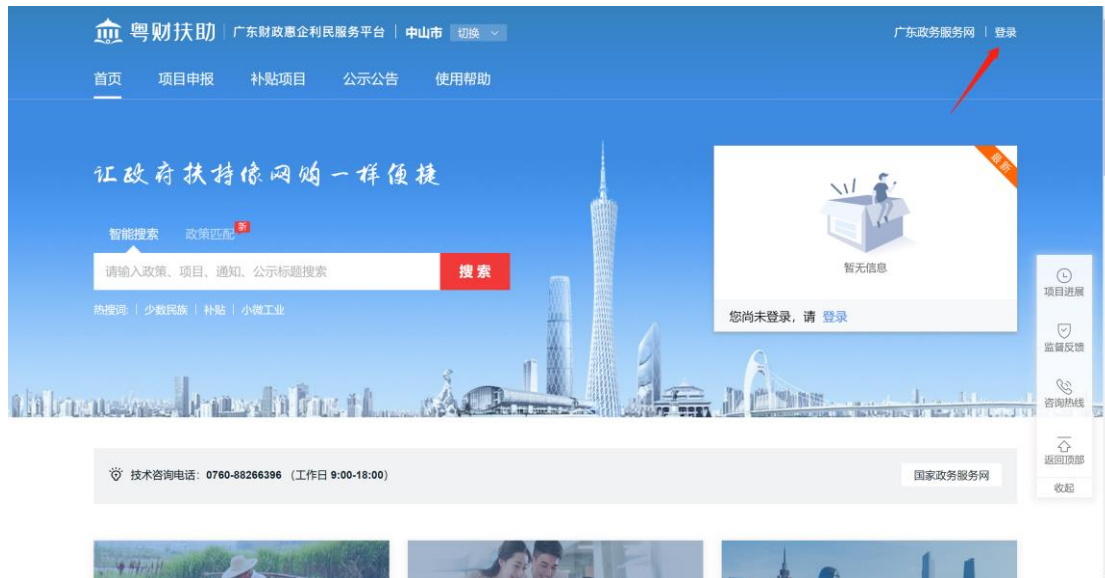 粤财扶助 广东财政惠企利民服务平台 中山市 切换
广东政务服务网 登录
首页 项目申报 补贴项目 公示公告 使用帮助
让政府扶持像网购一样便捷
最新
智能搜索 政策匹配 新
请输入政策、项目、通知、公示标题搜索 搜索
热搜词: 少数民族 补贴 小微工业
暂无信息
您尚未登录，请 登录
项目进展
监督反馈
咨询热线
返回顶部
收起
技术咨询电话: 0760-88266396 (工作日 9:00-18:00)
国家政务服务网